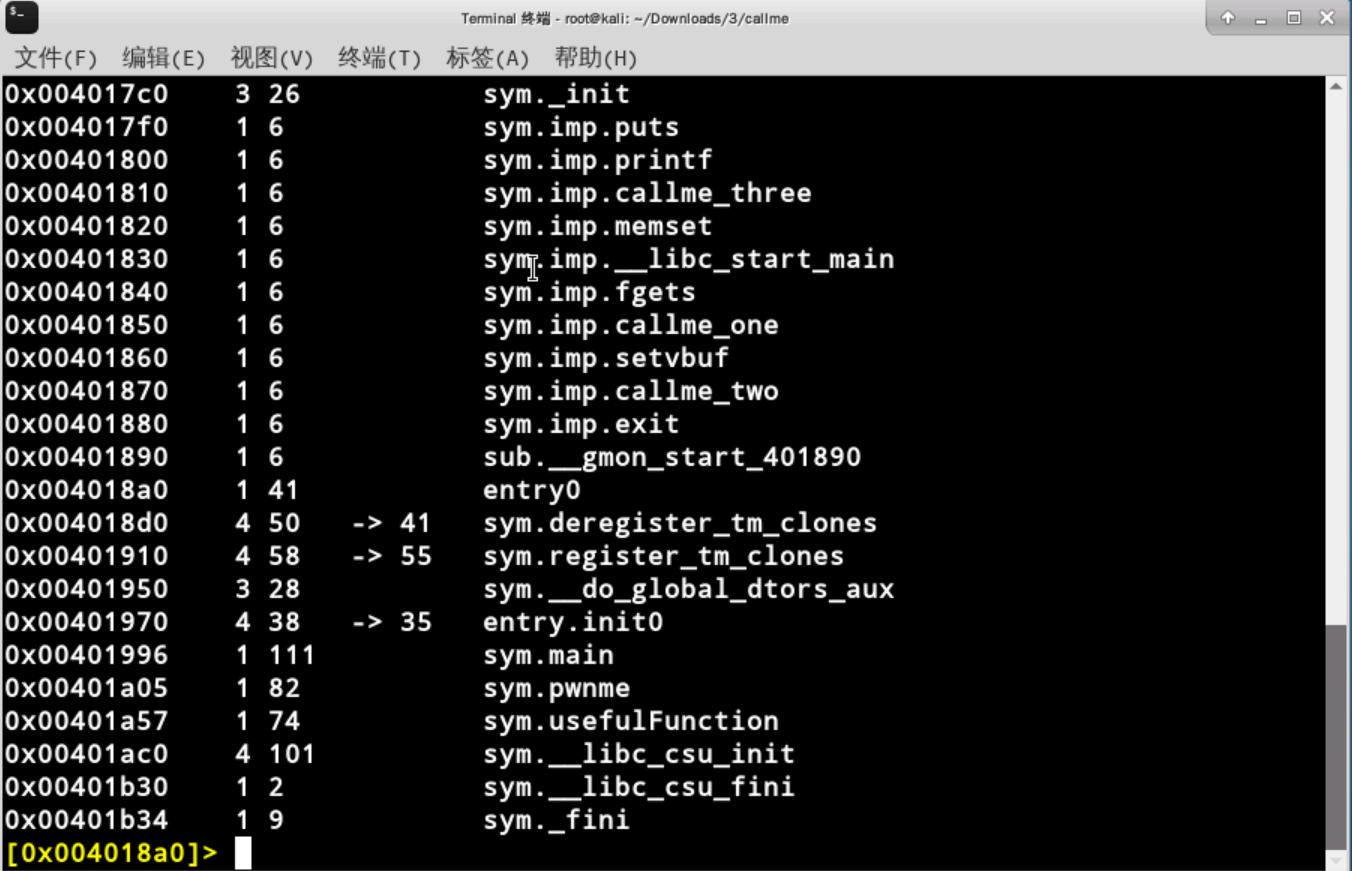 Terminal 终端 - root@kali: ~/Downloads/3/callme
文件(F) 编辑(E) 视图(V) 终端(T) 标签(A) 帮助(H)
0x004017c0    3 26           sym._init
0x004017f0    1 6            sym.imp.puts
0x00401800    1 6            sym.imp.printf
0x00401810    1 6            sym.imp.callme_three
0x00401820    1 6            sym.imp.memset
0x00401830    1 6            sym.imp.__libc_start_main
0x00401840    1 6            sym.imp.fgets
0x00401850    1 6            sym.imp.callme_one
0x00401860    1 6            sym.imp.setvbuf
0x00401870    1 6            sym.imp.callme_two
0x00401880    1 6            sym.imp.exit
0x00401890    1 6            sub.__gmon_start_401890
0x004018a0    1 41           entry0
0x004018d0    4 50   -> 41   sym.deregister_tm_clones
0x00401910    4 58   -> 55   sym.register_tm_clones
0x00401950    3 28           sym.__do_global_dtors_aux
0x00401970    4 38   -> 35   entry.init0
0x00401996    1 111          sym.main
0x00401a05    1 82           sym.pwnme
0x00401a57    1 74           sym.usefulFunction
0x00401ac0    4 101          sym.__libc_csu_init
0x00401b30    1 2            sym.__libc_csu_fini
0x00401b34    1 9            sym._fini
[0x004018a0]>